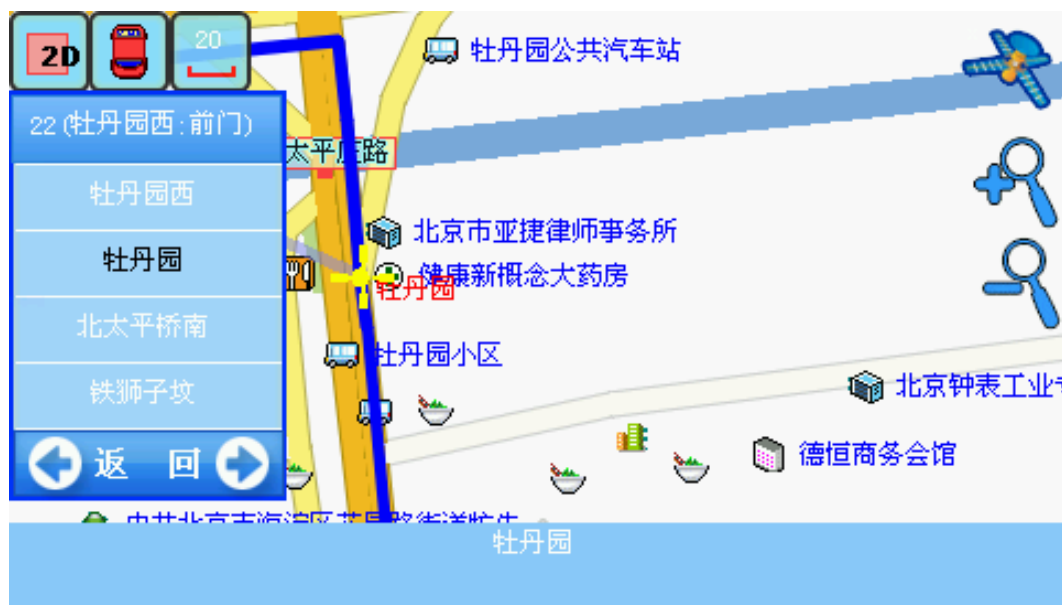 2D
20
牡丹园公共汽车站
22 (牡丹园西:前门)
太平庄路
牡丹园西
北京市亚捷律师事务所
牡丹园
健康新概念大药房
牡丹园
北太平桥南
牡丹园小区
铁狮子坟
北京钟表工业
德恒商务会馆
返 回
牡丹园